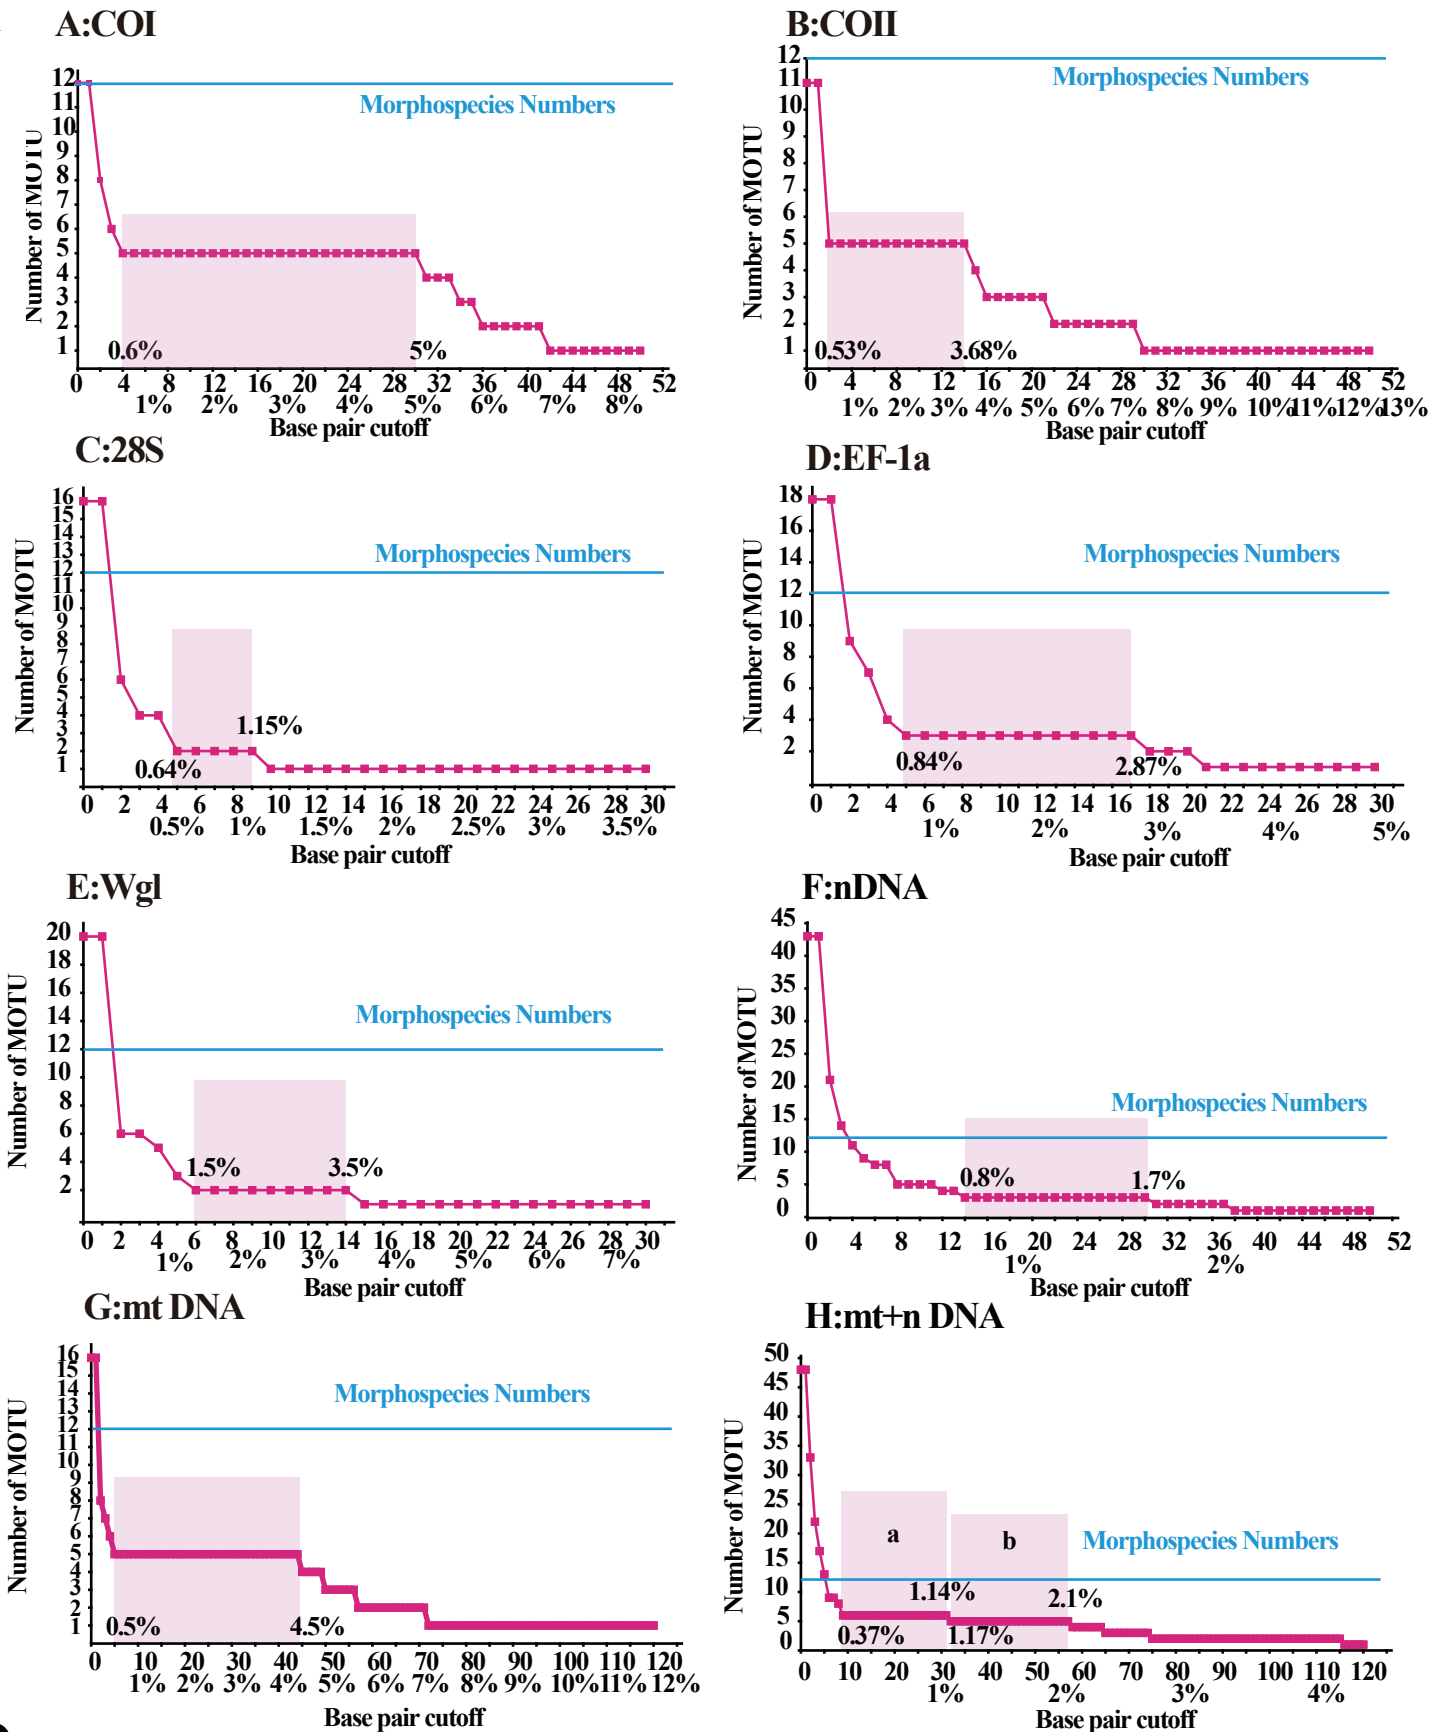 A:COI
Number of MOTU
12
11
10
9
8
7
6
5
4
3
2
1
Morphospecies Numbers
0.6%
5%
0 4 8 12 16 20 24 28 32 36 40 44 48 52
1% 2% 3% 4% 5% 6% 7% 8%
Base pair cutoff
B:COII
Number of MOTU
12
11
10
9
8
7
6
5
4
3
2
1
Morphospecies Numbers
0.53%
3.68%
0 4 8 12 16 20 24 28 32 36 40 44 48 52
1% 2% 3% 4% 5% 6% 7% 8% 9% 10% 11% 12% 13%
Base pair cutoff
C:28S
Number of MOTU
16
15
14
13
12
11
10
9
8
7
6
5
4
3
2
1
Morphospecies Numbers
1.15%
0.64%
0 2 4 6 8 10 12 14 16 18 20 22 24 26 28 30
0.5% 1% 1.5% 2% 2.5% 3% 3.5%
Base pair cutoff
D:EF-1a
Number of MOTU
18
16
14
12
10
8
6
4
2
Morphospecies Numbers
0.84%
2.87%
0 2 4 6 8 10 12 14 16 18 20 22 24 26 28 30
1% 2% 3% 4% 5%
Base pair cutoff
E:Wgl
Number of MOTU
20
18
16
14
12
10
8
6
4
2
Morphospecies Numbers
1.5%
3.5%
0 2 4 6 8 10 12 14 16 18 20 22 24 26 28 30
1% 2% 3% 4% 5% 6% 7%
Base pair cutoff
F:nDNA
Number of MOTU
45
40
35
30
25
20
15
10
5
0
Morphospecies Numbers
0.8%
1.7%
0 4 8 12 16 20 24 28 32 36 40 44 48 52
1% 2%
Base pair cutoff
G:mt DNA
Number of MOTU
16
15
14
13
12
11
10
9
8
7
6
5
4
3
2
1
Morphospecies Numbers
0.5%
4.5%
0 10 20 30 40 50 60 70 80 90 100 110 120
1% 2% 3% 4% 5% 6% 7% 8% 9% 10% 11% 12%
Base pair cutoff
H:mt+n DNA
Number of MOTU
50
45
40
35
30
25
20
15
10
5
0
a
b
Morphospecies Numbers
1.14%
2.1%
0.37%
1.17%
0 10 20 30 40 50 60 70 80 90 100 110 120
1% 2% 3% 4%
Base pair cutoff